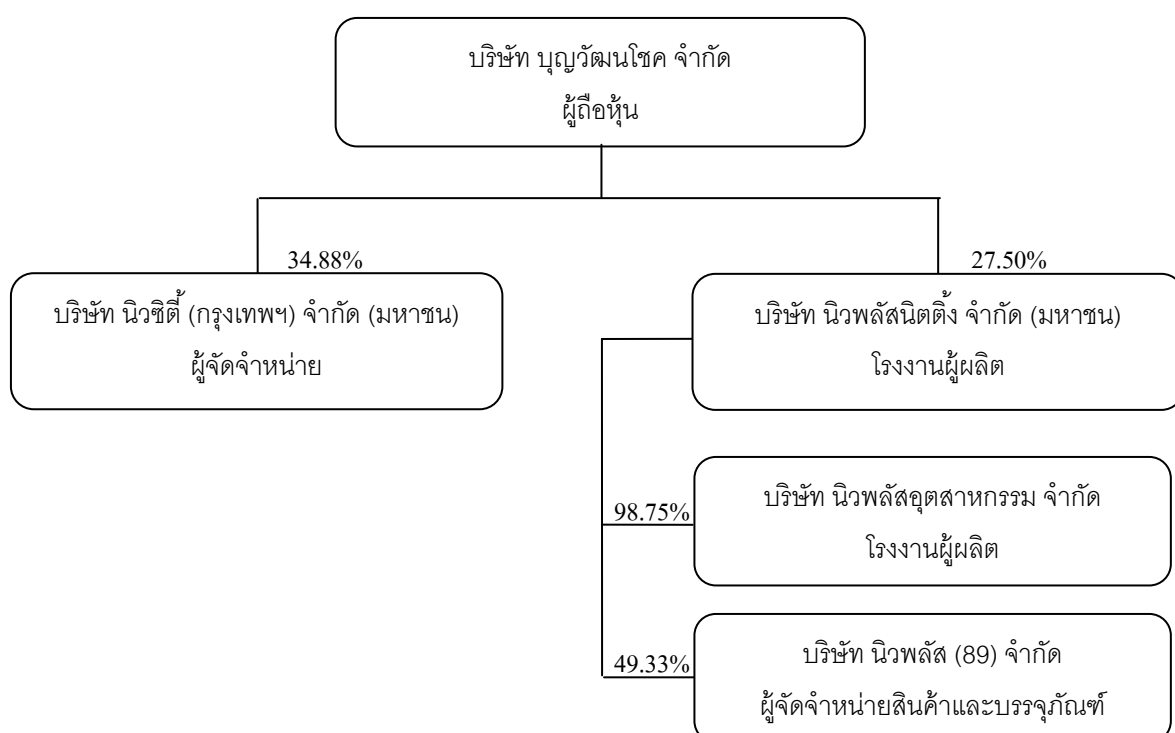 บริษัท บุญวัฒนโชค จำกัด
ผู้ถือหุ้น
34.88%
27.50%
บริษัท นิวซิตี้ (กรุงเทพฯ) จำกัด (มหาชน)
ผู้จัดจำหน่าย
บริษัท นิวพลัสนิตติ้ง จำกัด (มหาชน)
โรงงานผู้ผลิต
98.75%
บริษัท นิวพลัสอุตสาหกรรม จำกัด
โรงงานผู้ผลิต
49.33%
บริษัท นิวพลัส (89) จำกัด
ผู้จัดจำหน่ายสินค้าและบรรจุภัณฑ์